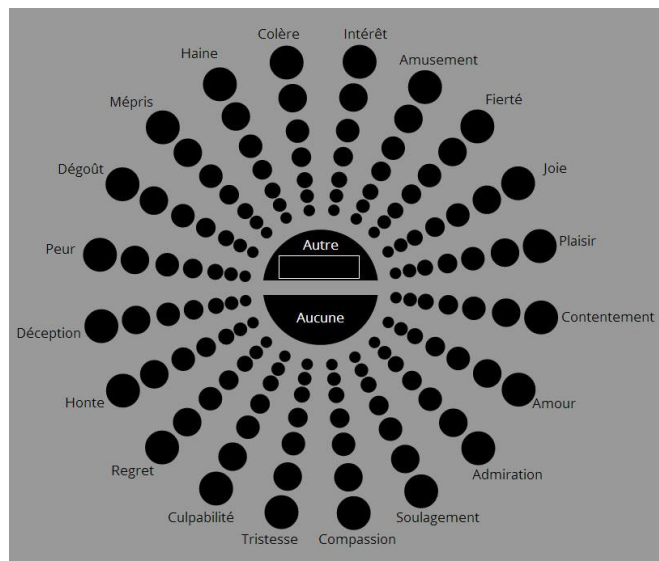 Colère
Intérêt
Haine
Amusement
Mépris
Fierté
Dégoût
Joie
Peur
Plaisir
Autre
Aucune
Déception
Contentement
Honte
Amour
Regret
Admiration
Culpabilité
Soulagement
Tristesse
Compassion